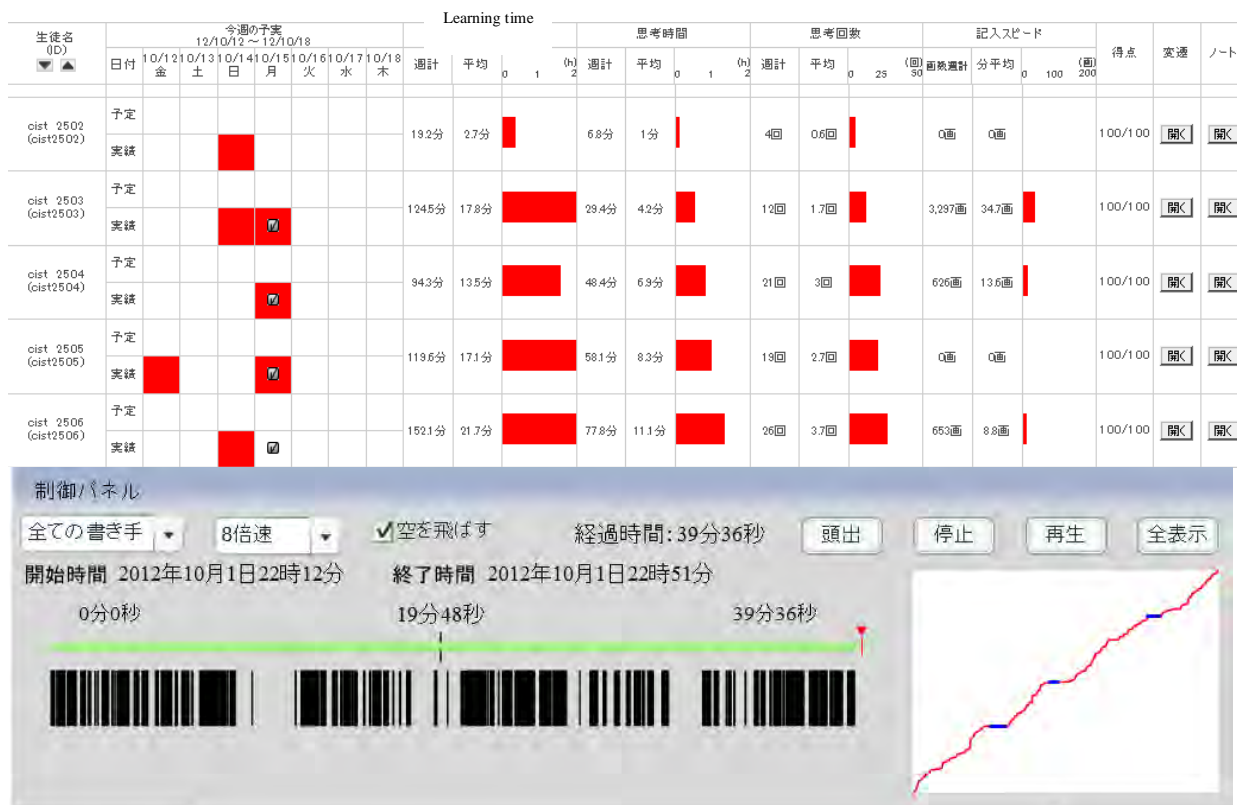 Learning time
生徒名 (ID) 今週の予実 12/10/12 ~ 12/10/18 思考時間 思考回数 記入スピード 得点 変遷 ノート
日付 10/12 金 10/13 土 10/14 日 10/15 月 10/16 火 10/17 水 10/18 木 週計 平均 0 1 (h) 2 週計 平均 0 1 (h) 2 週計 平均 0 25 (回) 50 画数週計 分平均 0 100 (画) 200
予定
cist 2502 (cist2502) 19.2分 2.7分 6.8分 1分 4回 0.6回 0画 0画 100/100 開く 開く
実績
予定
cist 2503 (cist2503) 124.5分 17.8分 29.4分 4.2分 12回 1.7回 3,297画 34.7画 100/100 開く 開く
実績
予定
cist 2504 (cist2504) 94.3分 13.5分 48.4分 6.9分 21回 3回 626画 13.6画 100/100 開く 開く
実績
予定
cist 2505 (cist2505) 119.6分 17.1分 58.1分 8.3分 19回 2.7回 0画 0画 100/100 開く 開く
実績
予定
cist 2506 (cist2506) 152.1分 21.7分 77.8分 11.1分 26回 3.7回 653画 8.8画 100/100 開く 開く
実績
制御パネル
全ての書き手 8倍速 空を飛ばす 経過時間:39分36秒 頭出 停止 再生 全表示
開始時間 2012年10月1日22時12分 終了時間 2012年10月1日22時51分
0分0秒 19分48秒 39分36秒